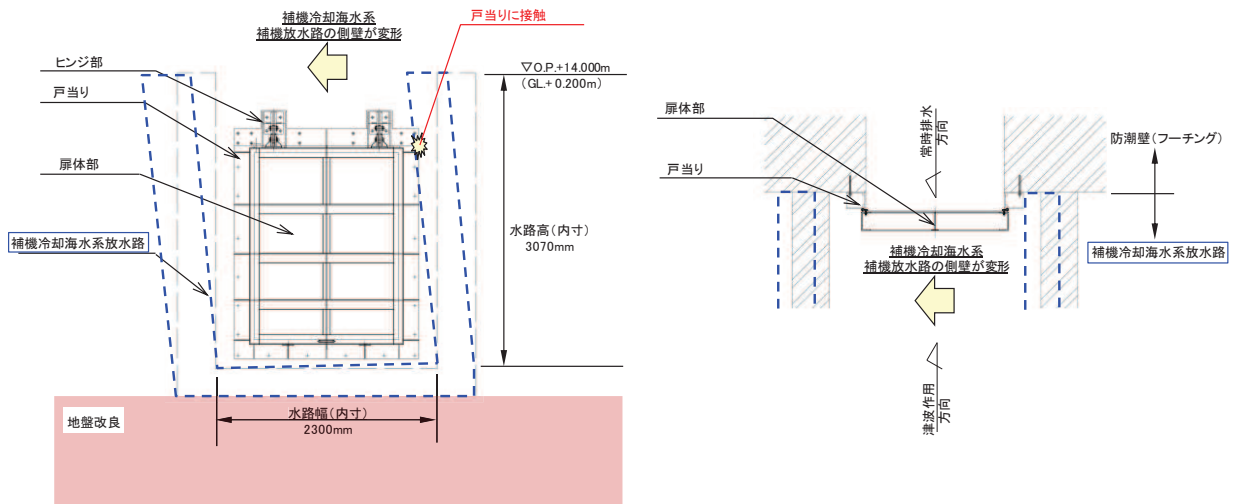 補機冷却海水系
補機放水路の側壁が変形
戸当りに接触
ヒンジ部
戸当り
扉体部
補機冷却海水系放水路
▽O.P.+14.000m
(GL.+0.200m)
水路高(内寸)
3070mm
地盤改良
水路幅(内寸)
2300mm
扉体部
戸当り
常時排水
方向
防潮壁(フーチング)
補機冷却海水系放水路
補機冷却海水系
補機放水路の側壁が変形
津波作用
方向